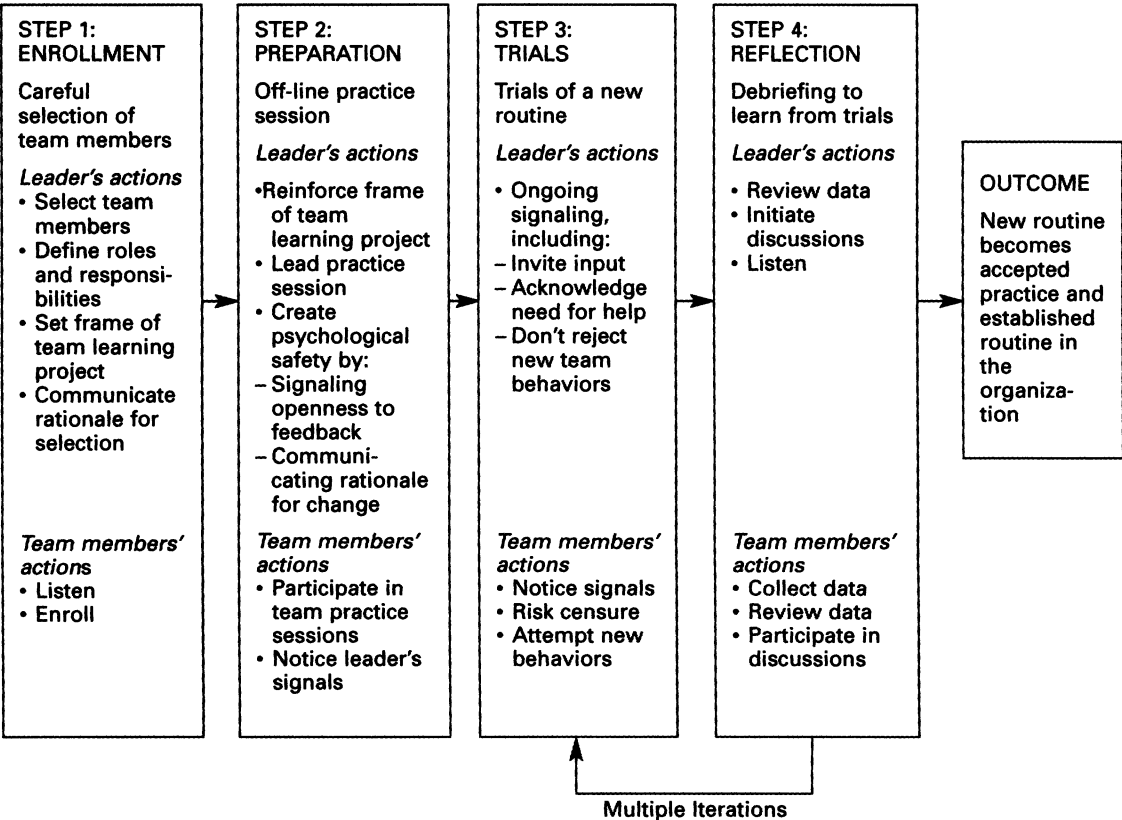 STEP 1:
ENROLLMENT
Careful
selection of
team members
Leader's actions
• Select team
members
• Define roles
and responsi-
bilities
• Set frame of
team learning
project
• Communicate
rationale for
selection
Team members'
actions
• Listen
• Enroll
STEP 2:
PREPARATION
Off-line practice
session
Leader's actions
•Reinforce frame
of team
learning project
• Lead practice
session
• Create
psychological
safety by:
– Signaling
openness to
feedback
– Communi-
cating rationale
for change
Team members'
actions
• Participate in
team practice
sessions
• Notice leader's
signals
STEP 3:
TRIALS
Trials of a new
routine
Leader's actions
• Ongoing
signaling,
including:
– Invite input
– Acknowledge
need for help
– Don't reject
new team
behaviors
Team members'
actions
• Notice signals
• Risk censure
• Attempt new
behaviors
STEP 4:
REFLECTION
Debriefing to
learn from trials
Leader's actions
• Review data
• Initiate
discussions
• Listen
Team members'
actions
• Collect data
• Review data
• Participate in
discussions
OUTCOME
New routine
becomes
accepted
practice and
established
routine in
the
organiza-
tion
Multiple Iterations